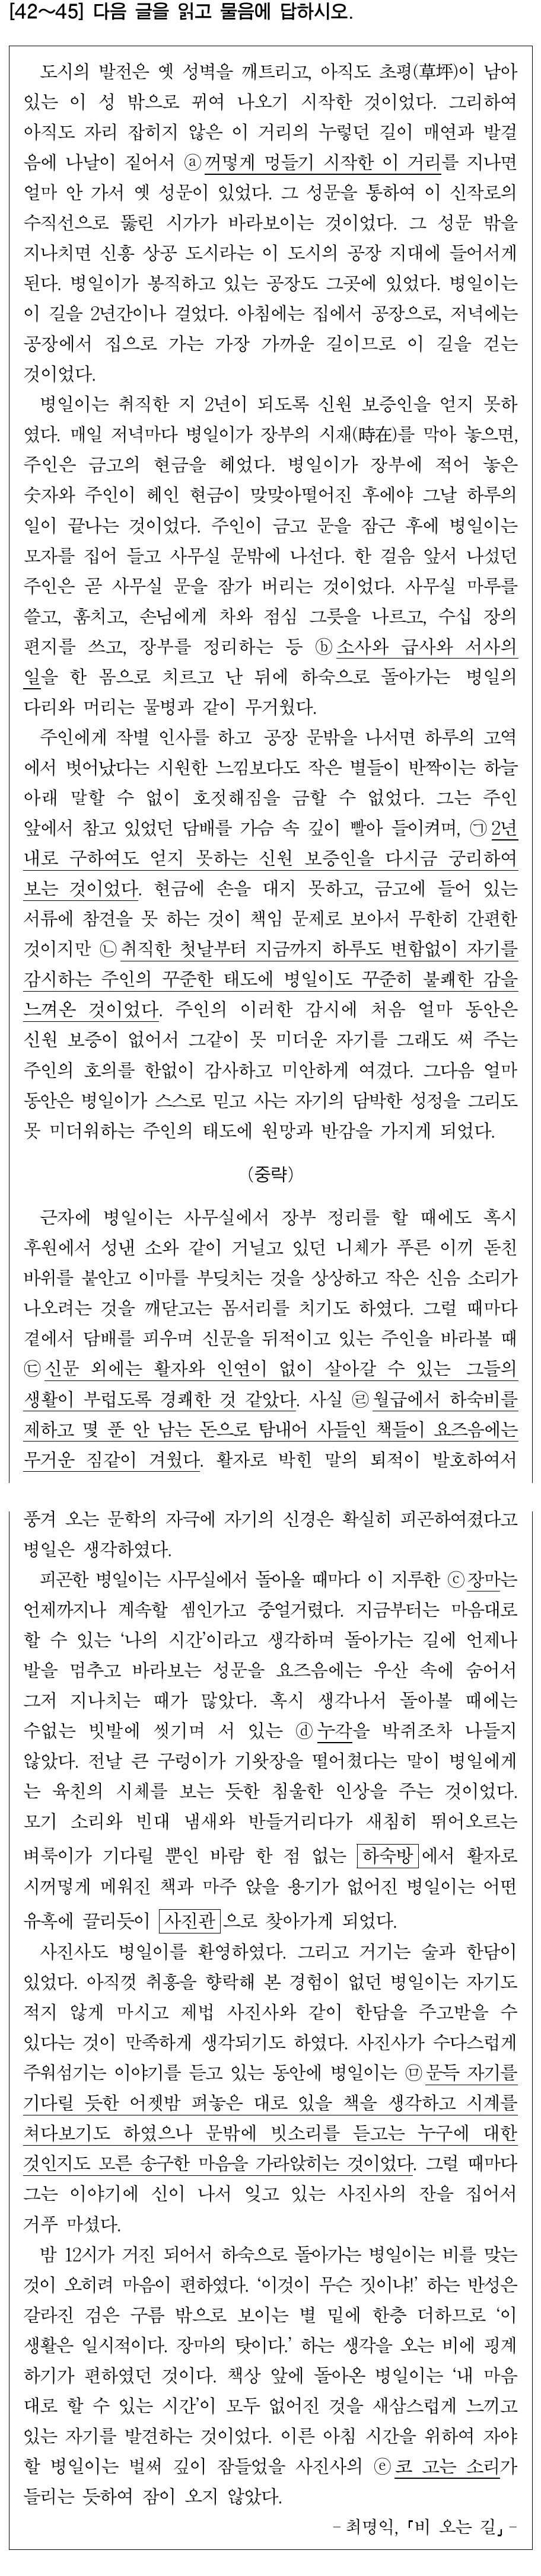 [42~45] 다음 글을 읽고 물음에 답하시오.
도시의 발전은 옛 성벽을 깨트리고, 아직도 초평(草坪)이 남아
있는 이 성 밖으로 뀌여 나오기 시작한 것이었다. 그리하여
아직도 자리 잡히지 않은 이 거리의 누렇던 길이 매연과 발걸
음에 나날이 짙어서 ⓐ꺼멓게 멍들기 시작한 이 거리를 지나면
얼마 안 가서 옛 성문이 있었다. 그 성문을 통하여 이 신작로의
수직선으로 뚫린 시가가 바라보이는 것이었다. 그 성문 밖을
지나치면 신흥 상공 도시라는 이 도시의 공장 지대에 들어서게
된다. 병일이가 봉직하고 있는 공장도 그곳에 있었다. 병일이는
이 길을 2년간이나 걸었다. 아침에는 집에서 공장으로, 저녁에는
공장에서 집으로 가는 가장 가까운 길이므로 이 길을 걷는
것이었다.
병일이는 취직한 지 2년이 되도록 신원 보증인을 얻지 못하
였다. 매일 저녁마다 병일이가 장부의 시재(時在)를 막아 놓으면,
주인은 금고의 현금을 헤었다. 병일이가 장부에 적어 놓은
숫자와 주인이 헤인 현금이 맞맞아떨어진 후에야 그날 하루의
일이 끝나는 것이었다. 주인이 금고 문을 잠근 후에 병일이는
모자를 집어 들고 사무실 문밖에 나선다. 한 걸음 앞서 나섰던
주인은 곧 사무실 문을 잠가 버리는 것이었다. 사무실 마루를
쓸고, 훔치고, 손님에게 차와 점심 그릇을 나르고, 수십 장의
편지를 쓰고, 장부를 정리하는 등 ⓑ소사와 급사와 서사의
일을 한 몸으로 치르고 난 뒤에 하숙으로 돌아가는 병일의
다리와 머리는 물병과 같이 무거웠다.
주인에게 작별 인사를 하고 공장 문밖을 나서면 하루의 고역
에서 벗어났다는 시원한 느낌보다도 작은 별들이 반짝이는 하늘
아래 말할 수 없이 호젓해짐을 금할 수 없었다. 그는 주인
앞에서 참고 있었던 담배를 가슴 속 깊이 빨아 들이켜며, ㉠2년
내로 구하여도 얻지 못하는 신원 보증인을 다시금 궁리하여
보는 것이었다. 현금에 손을 대지 못하고, 금고에 들어 있는
서류에 참견을 못 하는 것이 책임 문제로 보아서 무한히 간편한
것이지만 ㉡취직한 첫날부터 지금까지 하루도 변함없이 자기를
감시하는 주인의 꾸준한 태도에 병일이도 꾸준히 불쾌한 감을
느껴온 것이었다. 주인의 이러한 감시에 처음 얼마 동안은
신원 보증이 없어서 그같이 못 미더운 자기를 그래도 써 주는
주인의 호의를 한없이 감사하고 미안하게 여겼다. 그다음 얼마
동안은 병일이가 스스로 믿고 사는 자기의 담박한 성정을 그리도
못 미더워하는 주인의 태도에 원망과 반감을 가지게 되었다.
(중략)
근자에 병일이는 사무실에서 장부 정리를 할 때에도 혹시
후원에서 성낸 소와 같이 거닐고 있던 니체가 푸른 이끼 돋친
바위를 붙안고 이마를 부딪치는 것을 상상하고 작은 신음 소리가
나오려는 것을 깨닫고는 몸서리를 치기도 하였다. 그럴 때마다
곁에서 담배를 피우며 신문을 뒤적이고 있는 주인을 바라볼 때
㉢신문 외에는 활자와 인연이 없이 살아갈 수 있는 그들의
생활이 부럽도록 경쾌한 것 같았다. 사실 ㉣월급에서 하숙비를
제하고 몇 푼 안 남는 돈으로 탐내어 사들인 책들이 요즈음에는
무거운 짐같이 겨웠다. 활자로 박힌 말의 퇴적이 발호하여서
풍겨 오는 문학의 자극에 자기의 신경은 확실히 피곤하여졌다고
병일은 생각하였다.
피곤한 병일이는 사무실에서 돌아올 때마다 이 지루한 ⓒ장마는
언제까지나 계속할 셈인가고 중얼거렸다. 지금부터는 마음대로
할 수 있는 ‘나의 시간’이라고 생각하며 돌아가는 길에 언제나
발을 멈추고 바라보는 성문을 요즈음에는 우산 속에 숨어서
그저 지나치는 때가 많았다. 혹시 생각나서 돌아볼 때에는
수없는 빗발에 씻기며 서 있는 ⓓ누각을 박쥐조차 나들지
않았다. 전날 큰 구렁이가 기왓장을 떨어쳤다는 말이 병일에게
는 육친의 시체를 보는 듯한 침울한 인상을 주는 것이었다.
모기 소리와 빈대 냄새와 반들거리다가 새침히 뛰어오르는
벼룩이가 기다릴 뿐인 바람 한 점 없는 하숙방에서 활자로
시꺼멓게 메워진 책과 마주 앉을 용기가 없어진 병일이는 어떤
유혹에 끌리듯이 사진관으로 찾아가게 되었다.
사진사도 병일이를 환영하였다. 그리고 거기는 술과 한담이
있었다. 아직껏 취흥을 향락해 본 경험이 없던 병일이는 자기도
적지 않게 마시고 제법 사진사와 같이 한담을 주고받을 수
있다는 것이 만족하게 생각되기도 하였다. 사진사가 수다스럽게
주워섬기는 이야기를 듣고 있는 동안에 병일이는 ㉤문득 자기를
기다릴 듯한 어젯밤 펴놓은 대로 있을 책을 생각하고 시계를
쳐다보기도 하였으나 문밖에 빗소리를 듣고는 누구에 대한
것인지도 모른 송구한 마음을 가라앉히는 것이었다. 그럴 때마다
그는 이야기에 신이 나서 잊고 있는 사진사의 잔을 집어서
거푸 마셨다.
밤 12시가 거진 되어서 하숙으로 돌아가는 병일이는 비를 맞는
것이 오히려 마음이 편하였다. ‘이것이 무슨 짓이냐!’ 하는 반성은
갈라진 검은 구름 밖으로 보이는 별 밑에 한층 더하므로 ‘이
생활은 일시적이다. 장마의 탓이다.’ 하는 생각을 오는 비에 핑계
하기가 편하였던 것이다. 책상 앞에 돌아온 병일이는 ‘내 마음
대로 할 수 있는 시간’이 모두 없어진 것을 새삼스럽게 느끼고
있는 자기를 발견하는 것이었다. 이른 아침 시간을 위하여 자야
할 병일이는 벌써 깊이 잠들었을 사진사의 ⓔ코 고는 소리가
들리는 듯하여 잠이 오지 않았다.
- 최명익, 「비 오는 길」 -